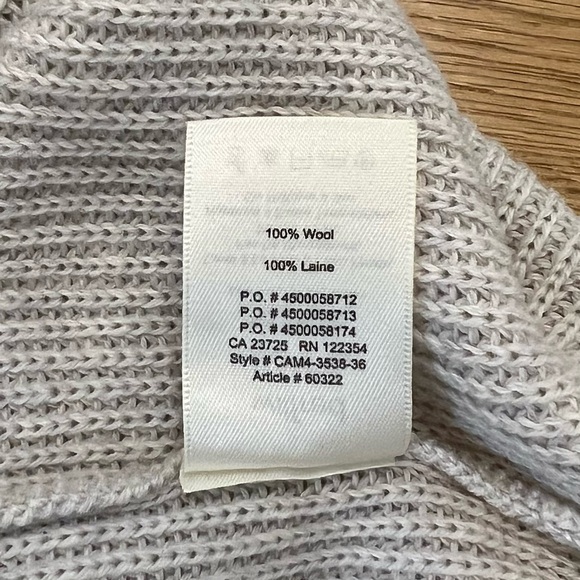 100% Wool
100% Laine
P.O. # 4500058712
P.O. # 4500058713
P.O. # 4500058174
CA 23725 RN 122354
Style # CAM4-3538-36
Article # 60322